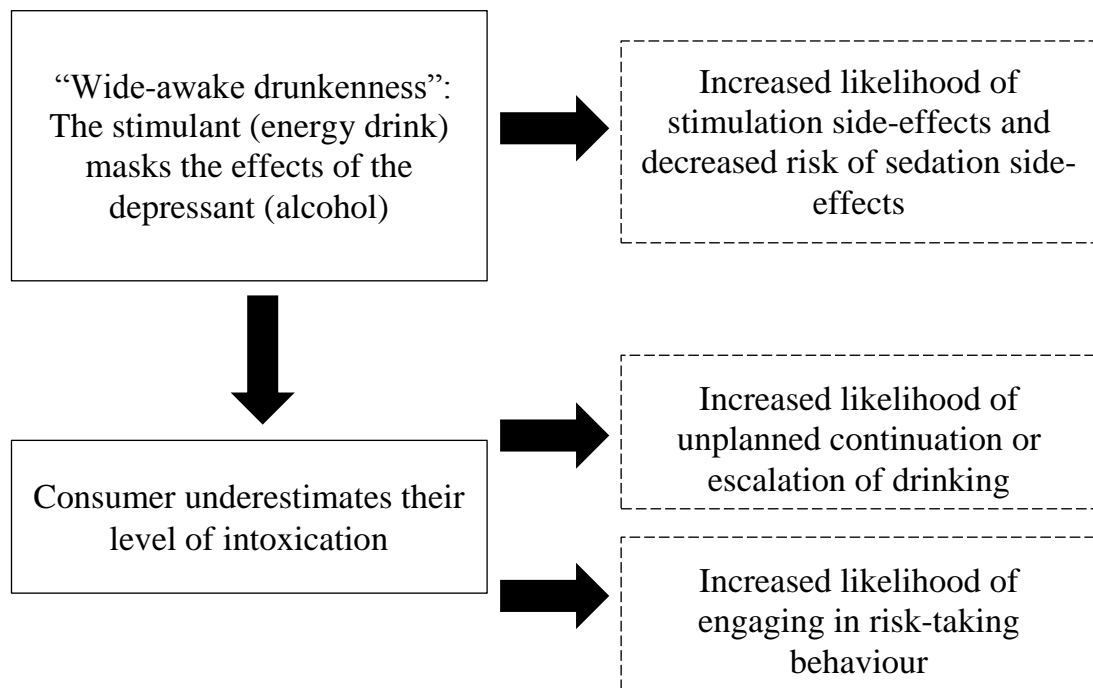 “Wide-awake drunkenness”:
The stimulant (energy drink)
masks the effects of the
depressant (alcohol)
Increased likelihood of
stimulation side-effects and
decreased risk of sedation side-
effects
Consumer underestimates their
level of intoxication
Increased likelihood of
unplanned continuation or
escalation of drinking
Increased likelihood of
engaging in risk-taking
behaviour